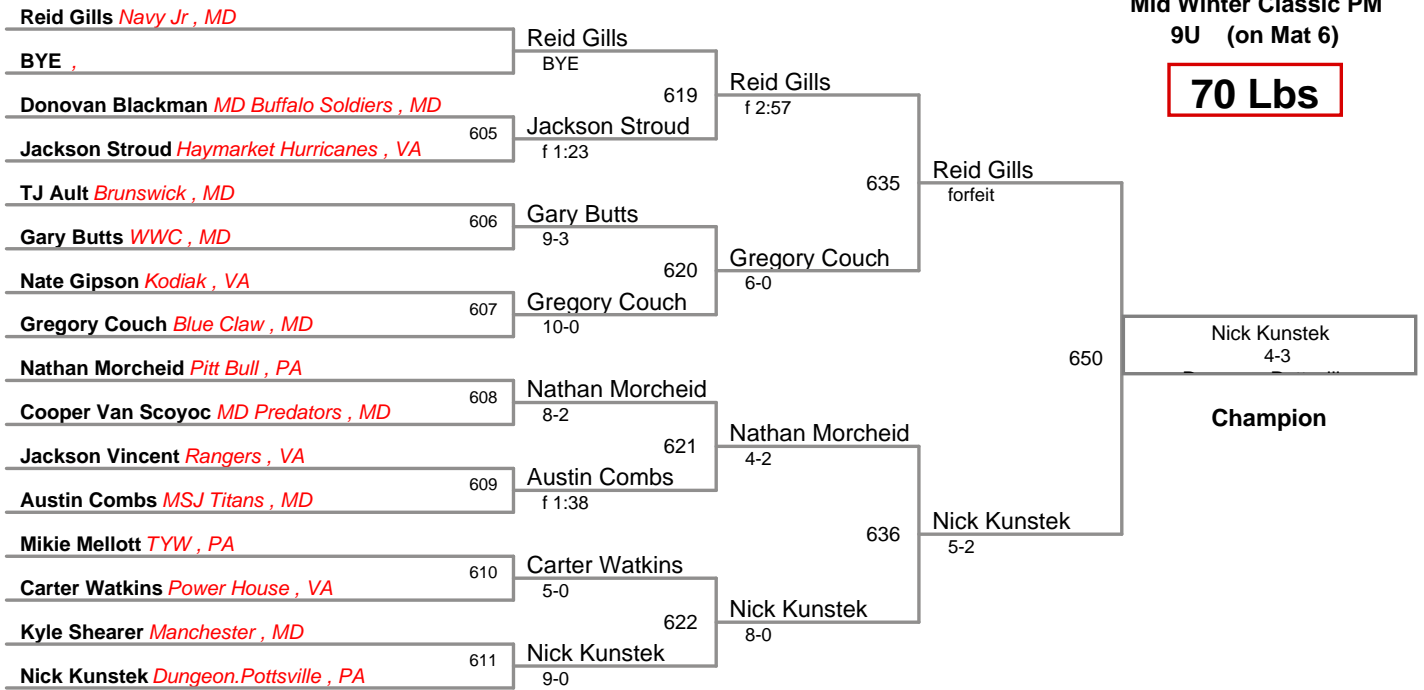 Mid Winter Classic PM
9U (on Mat 6)
70 Lbs
Reid Gills Navy Jr , MD
BYE ,
Donovan Blackman MD Buffalo Soldiers , MD
Jackson Stroud Haymarket Hurricanes , VA
TJ Ault Brunswick , MD
Gary Butts WWC , MD
Nate Gipson Kodiak , VA
Gregory Couch Blue Claw , MD
Nathan Morcheid Pitt Bull , PA
Cooper Van Scoyoc MD Predators , MD
Jackson Vincent Rangers , VA
Austin Combs MSJ Titans , MD
Mikie Mellott TYW , PA
Carter Watkins Power House , VA
Kyle Shearer Manchester , MD
Nick Kunstek Dungeon.Pottsville , PA
605
606
607
608
609
610
611
Reid Gills
BYE
Jackson Stroud
f 1:23
Gary Butts
9-3
Gregory Couch
10-0
Nathan Morcheid
8-2
Austin Combs
f 1:38
Carter Watkins
5-0
Nick Kunstek
9-0
619
620
621
622
Reid Gills
f 2:57
Gregory Couch
6-0
Nathan Morcheid
4-2
Nick Kunstek
8-0
635
636
Reid Gills
forfeit
Nick Kunstek
5-2
650
Nick Kunstek
4-3
Champion